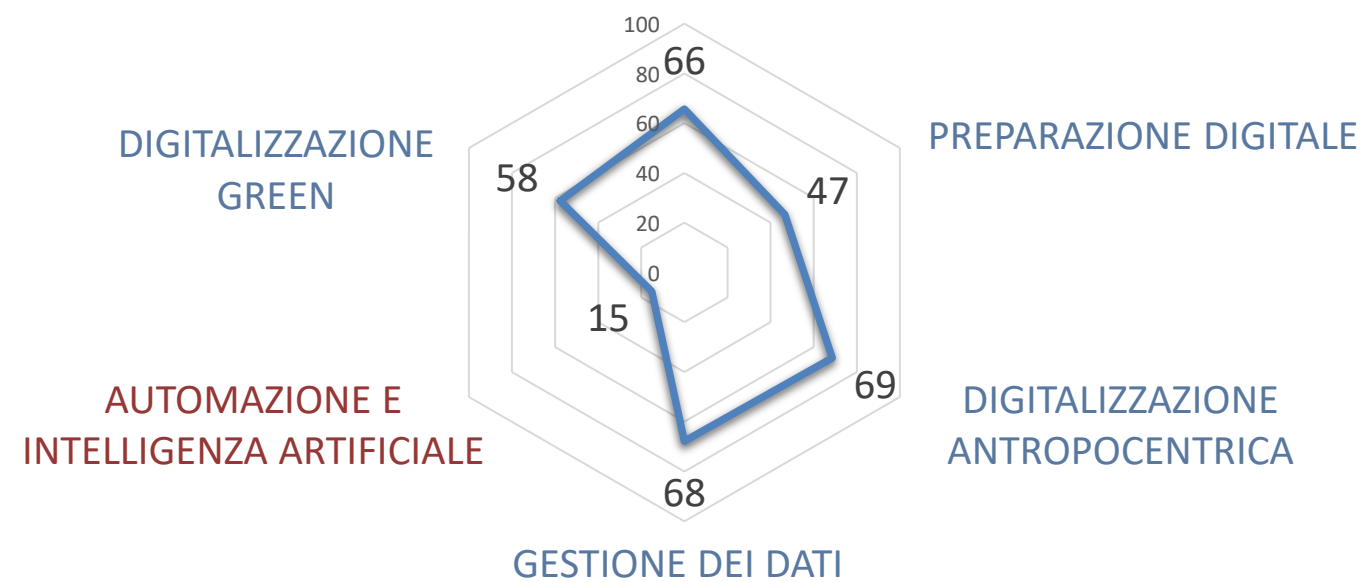 100
66
80
60
40
20
0
DIGITALIZZAZIONE
GREEN
58
PREPARAZIONE DIGITALE
47
15
AUTOMAZIONE E
INTELLIGENZA ARTIFICIALE
69
DIGITALIZZAZIONE
ANTROPOCENTRICA
68
GESTIONE DEI DATI